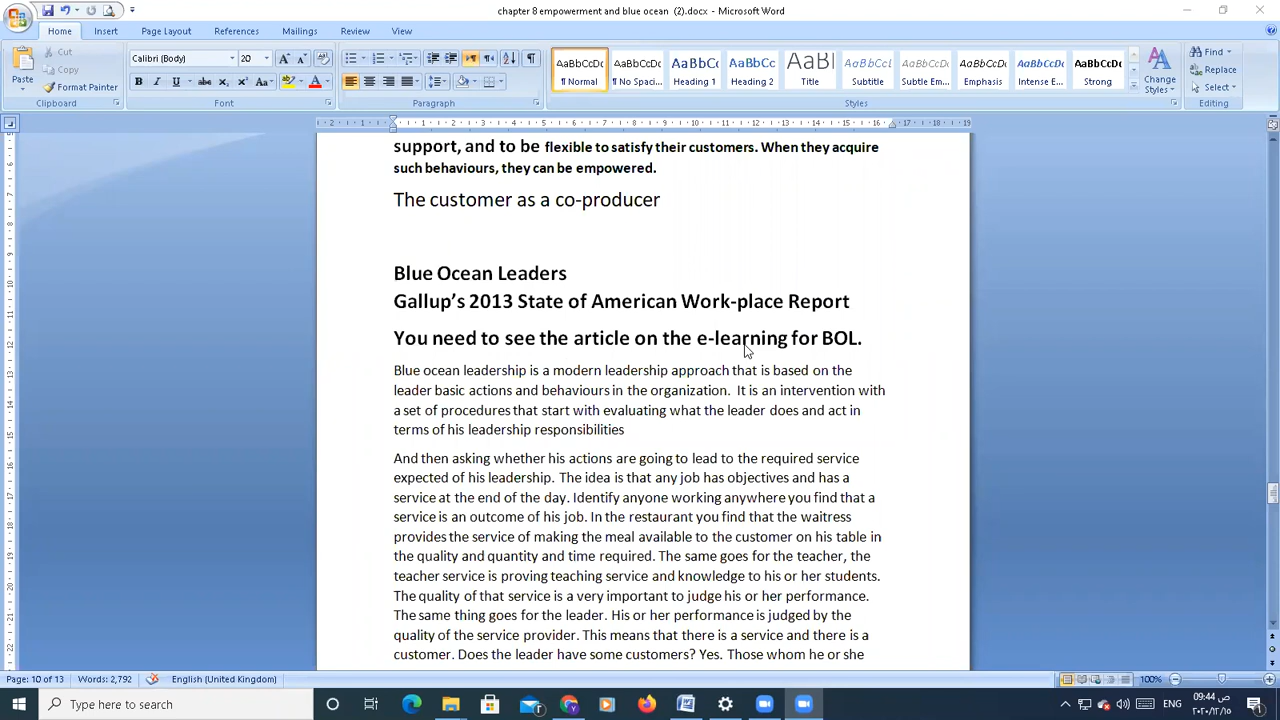 chapter 8 empowerment and blue ocean (2).docx - Microsoft Word
Home Insert Page Layout References Mailings Review View
Paste
Cut
Copy
Format Painter
Clipboard
Calibri (Body) 20
Font
Paragraph
AaBbCcDc AaBbCcDc AaBbCc AaBbCc AaBl AaBbCcL AaBbCcDc AaBbCcDc AaBbCcDc AaBbCcDc
¶ Normal ¶ No Spaci... Heading 1 Heading 2 Title Subtitle Subtle Em... Emphasis Intense E... Strong
Change Styles
Styles
Find
Replace
Select
Editing
support, and to be flexible to satisfy their customers. When they acquire
such behaviours, they can be empowered.
The customer as a co-producer
Blue Ocean Leaders
Gallup's 2013 State of American Work-place Report
You need to see the article on the e-learning for BOL.
Blue ocean leadership is a modern leadership approach that is based on the
leader basic actions and behaviours in the organization. It is an intervention with
a set of procedures that start with evaluating what the leader does and act in
terms of his leadership responsibilities
And then asking whether his actions are going to lead to the required service
expected of his leadership. The idea is that any job has objectives and has a
service at the end of the day. Identify anyone working anywhere you find that a
service is an outcome of his job. In the restaurant you find that the waitress
provides the service of making the meal available to the customer on his table in
the quality and quantity and time required. The same goes for the teacher, the
teacher service is proving teaching service and knowledge to his or her students.
The quality of that service is a very important to judge his or her performance.
The same thing goes for the leader. His or her performance is judged by the
quality of the service provider. This means that there is a service and there is a
customer. Does the leader have some customers? Yes. Those whom he or she
Page: 10 of 13 Words: 2,792 English (United Kingdom) 100%
Type here to search
ENG
09:44 ص